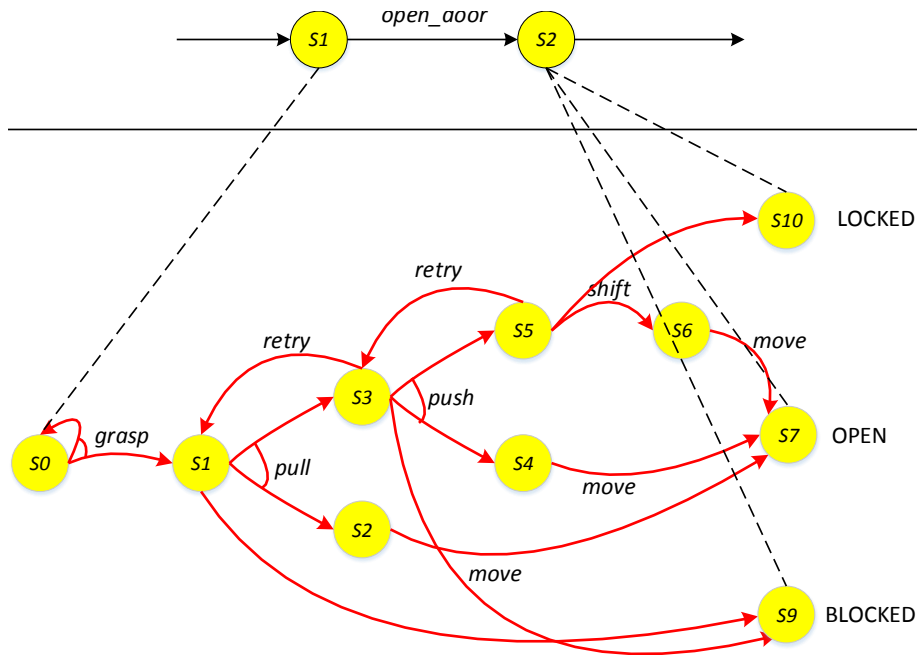 open_door
S1
S2
S10
LOCKED
retry
shift
S5
S6
retry
move
S3
push
grasp
S7
OPEN
S0
S1
pull
S4
move
S2
move
S9
BLOCKED